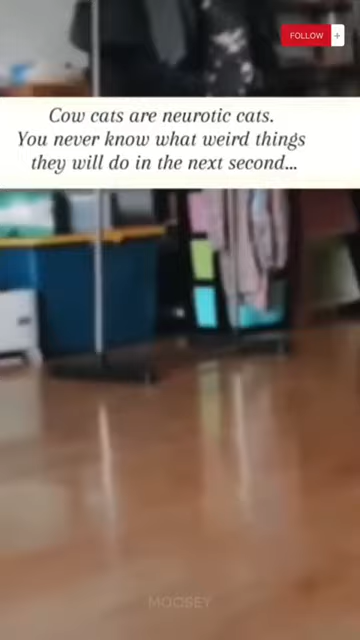 FOLLOW +
Cow cats are neurotic cats.
You never know what weird things
they will do in the next second...
MOOSEY